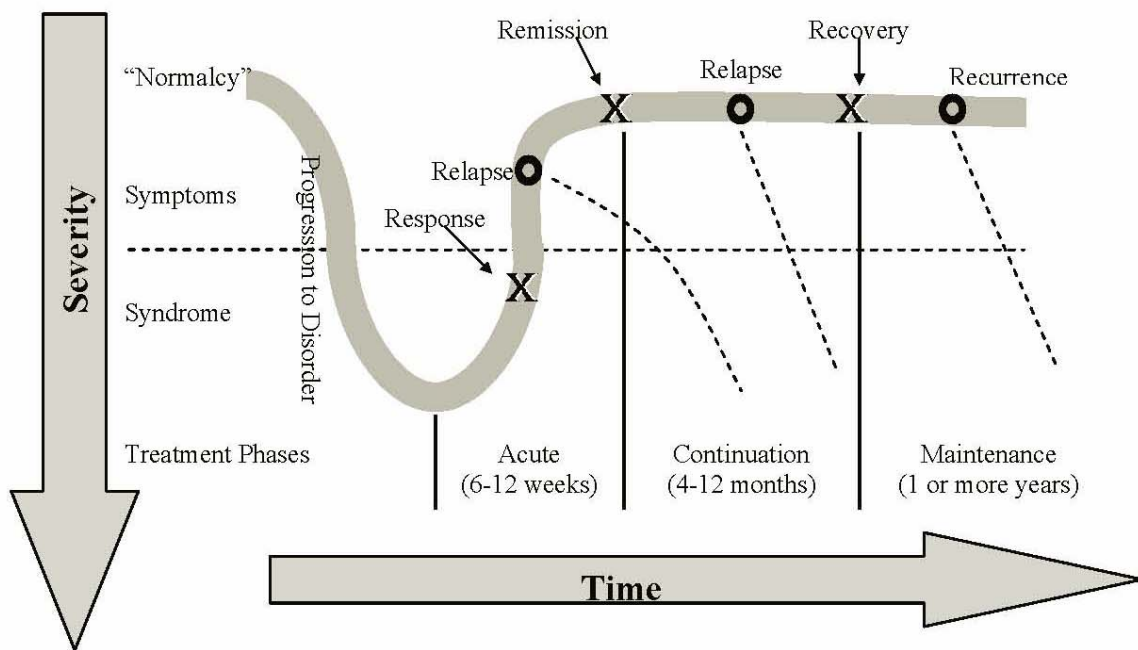 Remission
Recovery
“Normalcy”
Relapse
Recurrence
Progression to Disorder
Relapse
Symptoms
Response
Severity
Syndrome
Treatment Phases
Acute
(6-12 weeks)
Continuation
(4-12 months)
Maintenance
(1 or more years)
X
X
X
Time